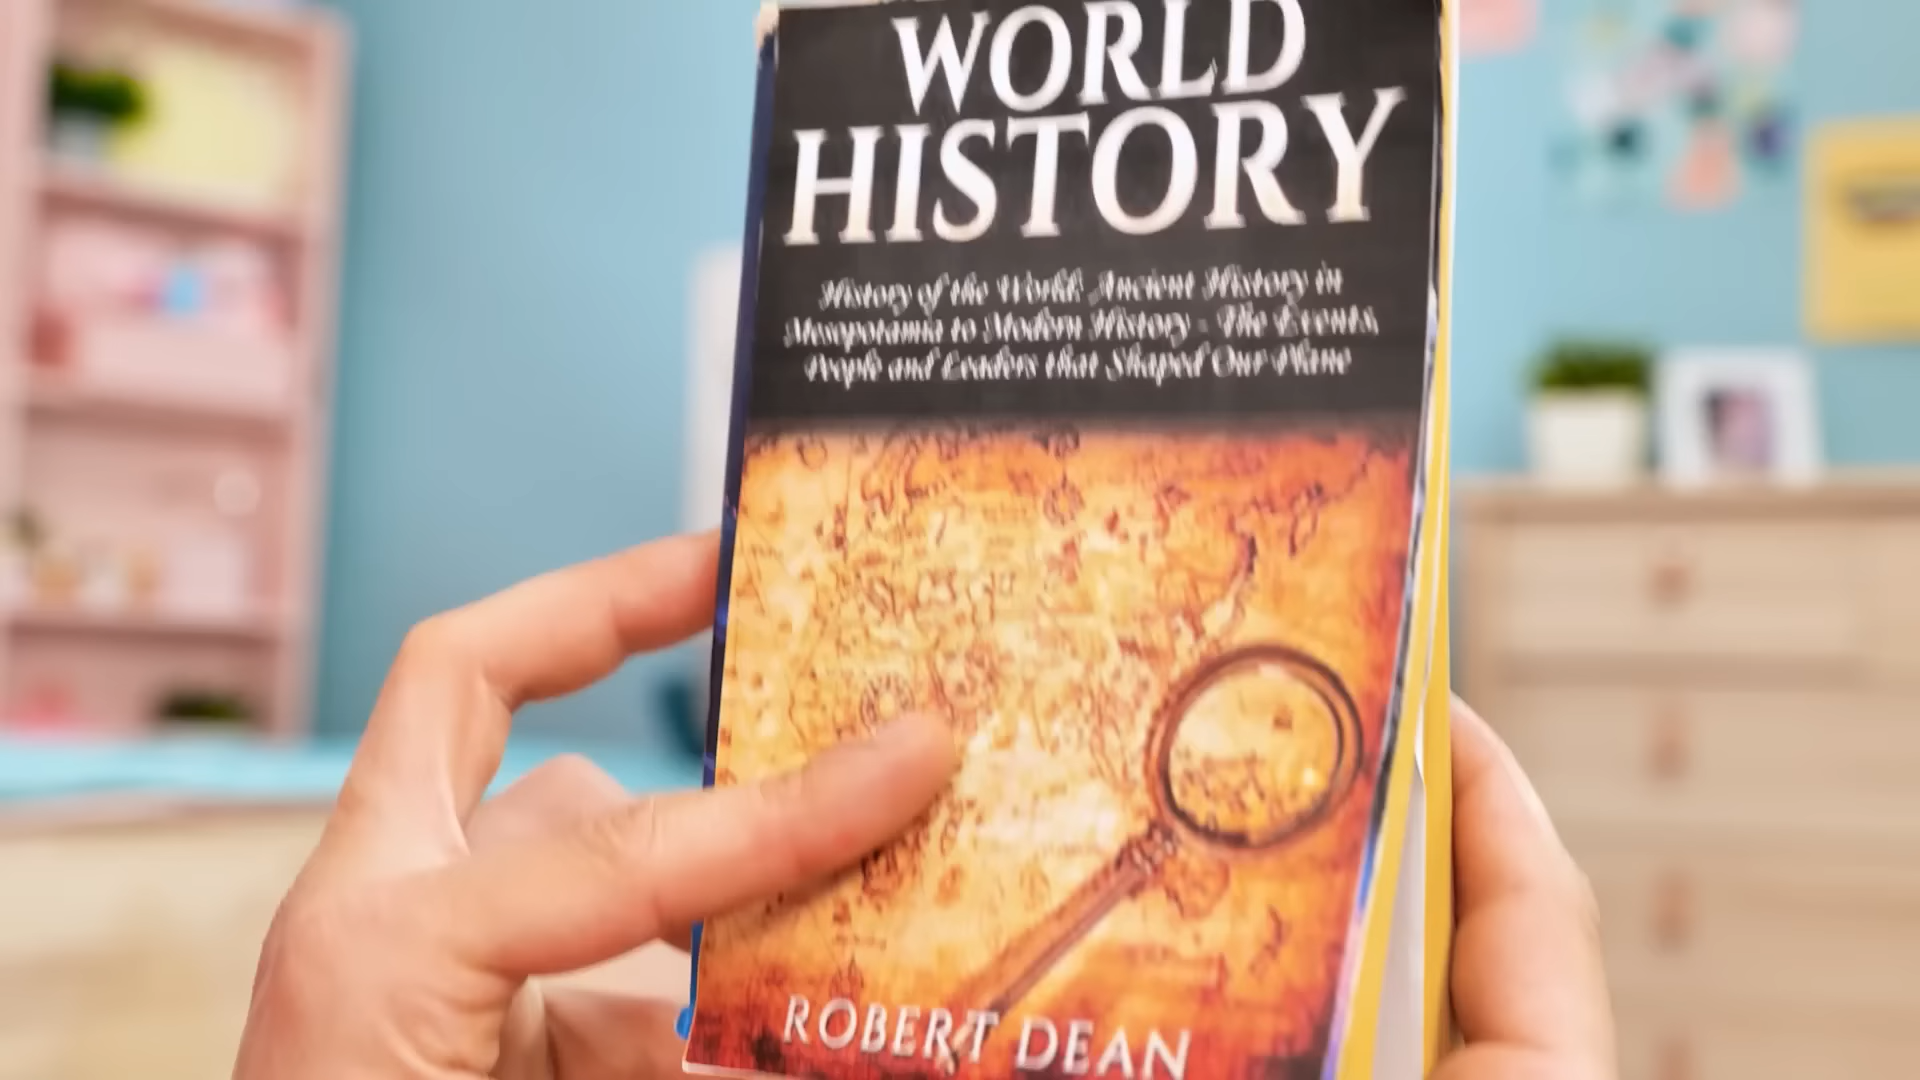 WORLD
HISTORY
History of the World: Ancient History in
Mesopotamia to Modern History - The Events,
People and Leaders that Shaped Our Plane
ROBERT DEAN